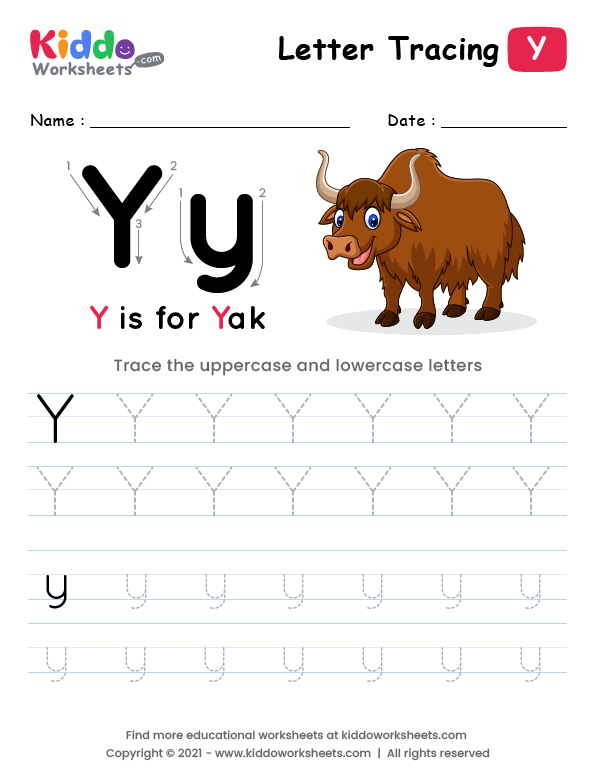 Kiddo
Worksheets .com
Letter Tracing Y
Name : Date :
1 2 3
Yy
1 2
Y is for Yak
Trace the uppercase and lowercase letters
Y Y Y Y Y Y Y
Y Y Y Y Y Y Y
y y y y y y y
y y y y y y y
Find more educational worksheets at kiddoworksheets.com
Copyright © 2021 - www.kiddoworksheets.com | All rights reserved